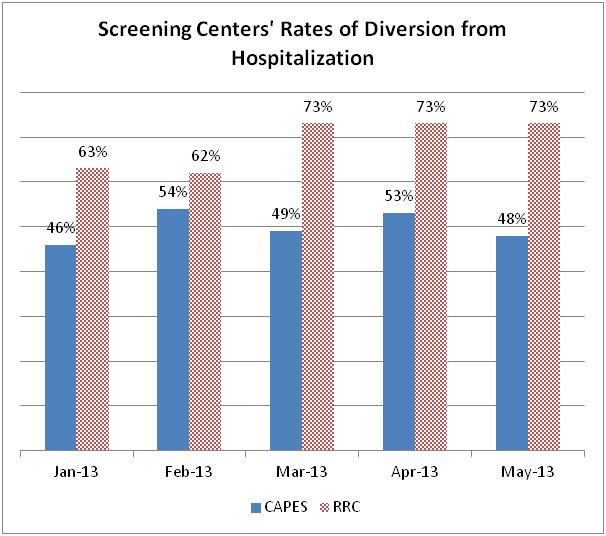 Screening Centers' Rates of Diversion from
Hospitalization
73% 73% 73%
63% 62%
54% 53%
46% 49% 48%
Jan-13 Feb-13 Mar-13 Apr-13 May-13
CAPES RRC